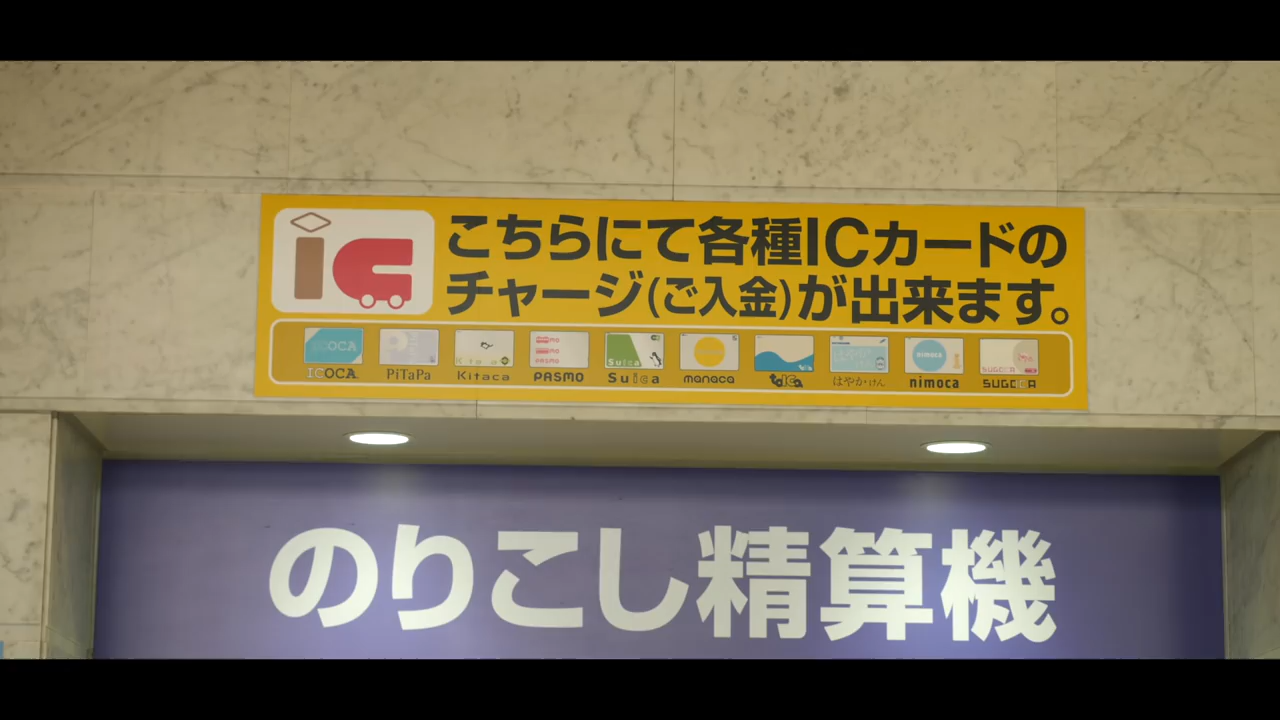 ic
こちらにて各種ICカードの
チャージ(ご入金)が出来ます。
ICOCA PiTaPa Kitaca PASMO Suica manaca toica はやかけん nimoca SUGOCA
のりこし精算機